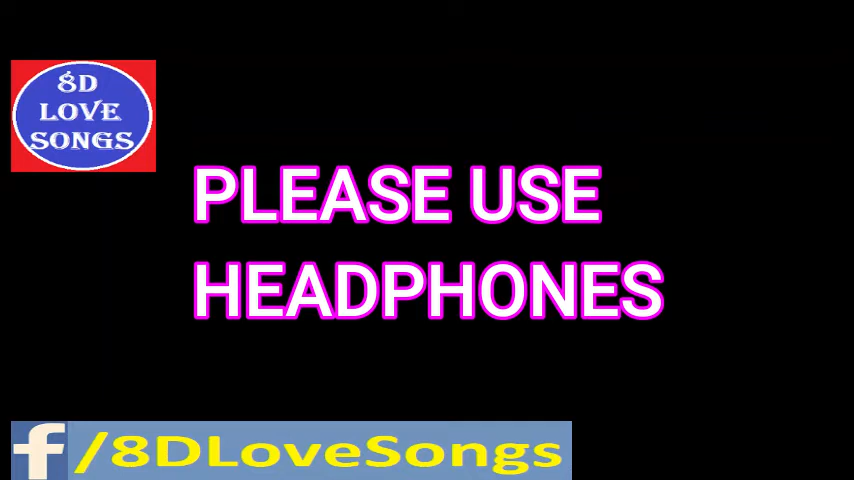 8D
LOVE
SONGS
PLEASE USE
HEADPHONES
f/8DLoveSongs